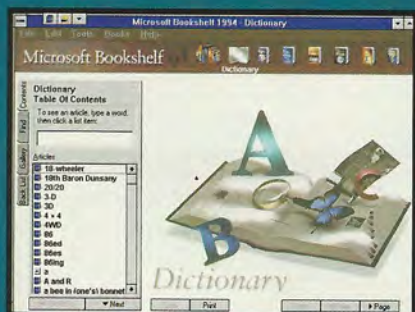 Microsoft Bookshelf 1994 - Dictionary
File Edit Tools Books Help
Microsoft Bookshelf
Dictionary
Contents
Find
Gallery
Back List
Dictionary
Table Of Contents
To see an article, type a word,
then click a list item:
Articles
18-wheeler
18th Baron Dunsany
20/20
3-D
3D
4 × 4
4WD
86
86ed
86es
86ing
a
A and R
a bee in (one's) bonnet
Next
Print
Page
A
B
C
Dictionary